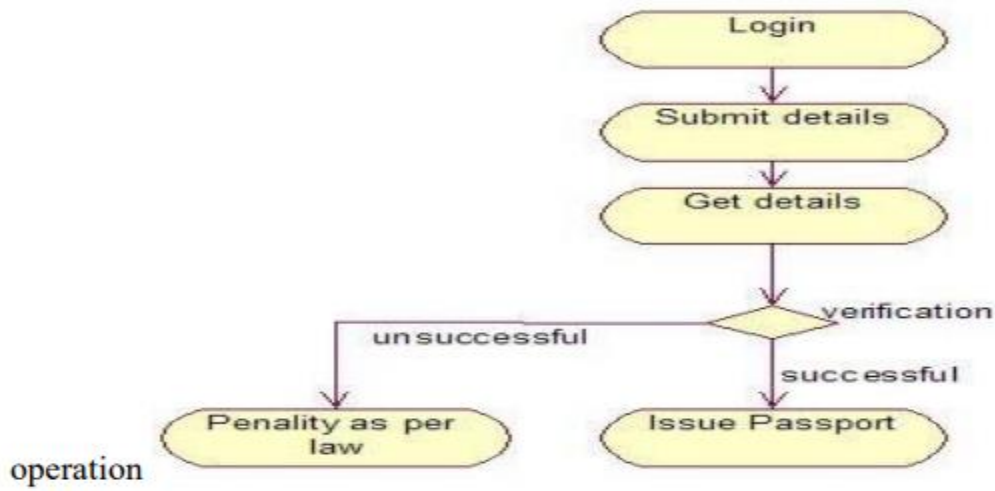 Login
Submit details
Get details
verification
unsuccessful
successful
Penality as per
law
Issue Passport
operation